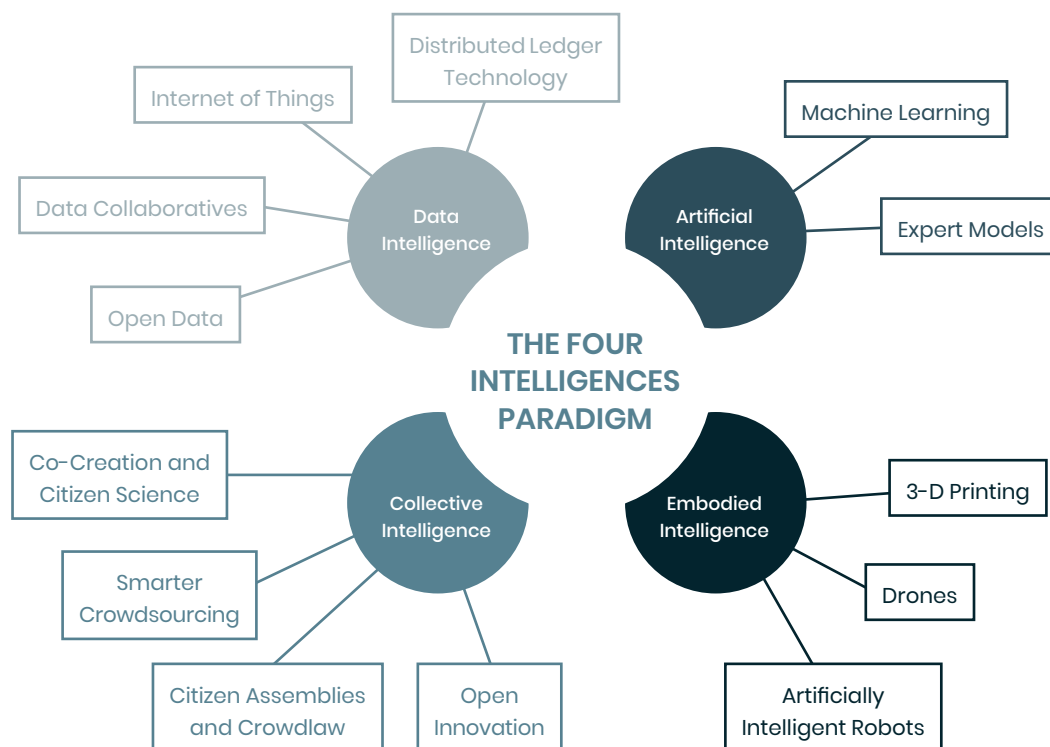 Distributed Ledger
Technology
Internet of Things
Data Collaboratives
Open Data
Data
Intelligence
Machine Learning
Expert Models
Artificial
Intelligence
THE FOUR
INTELLIGENCES
PARADIGM
Co-Creation and
Citizen Science
Smarter
Crowdsourcing
Citizen Assemblies
and Crowdlaw
Open
Innovation
Collective
Intelligence
Embodied
Intelligence
3-D Printing
Drones
Artificially
Intelligent Robots